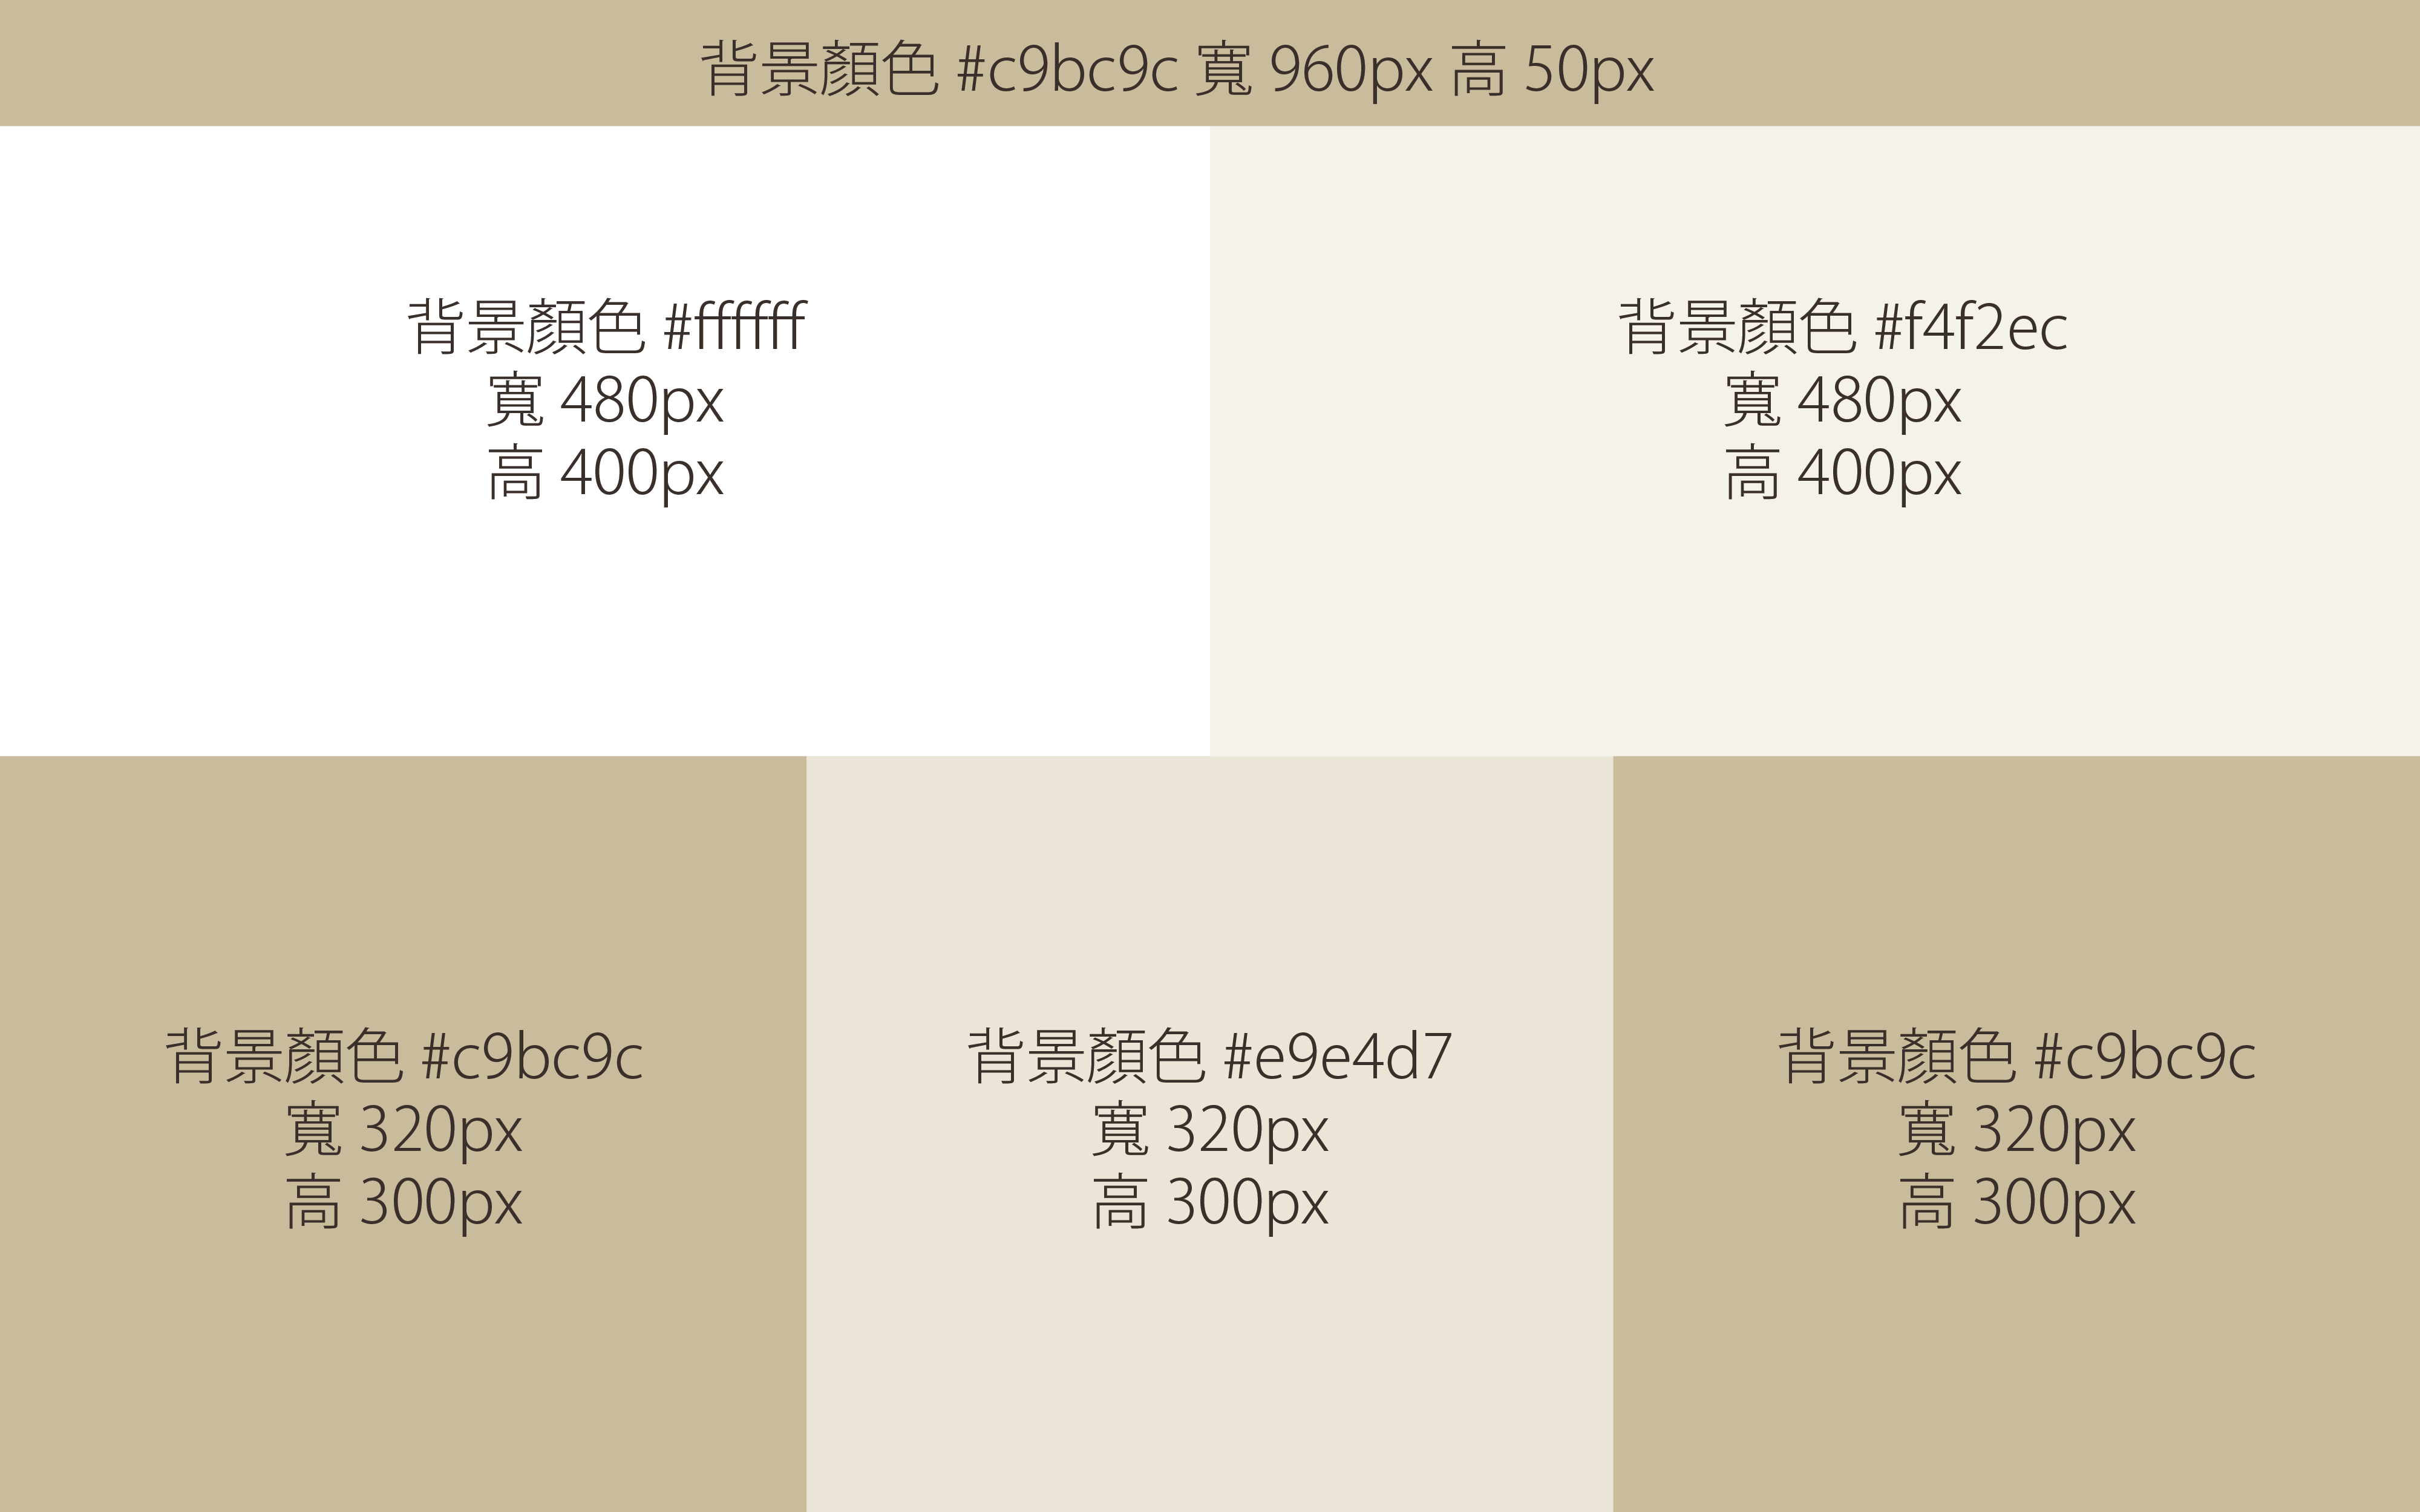 背景顏色 #c9bc9c 寬 960px 高 50px
背景顏色 #ffffff
寬 480px
高 400px
背景顏色 #f4f2ec
寬 480px
高 400px
背景顏色 #c9bc9c
寬 320px
高 300px
背景顏色 #e9e4d7
寬 320px
高 300px
背景顏色 #c9bc9c
寬 320px
高 300px